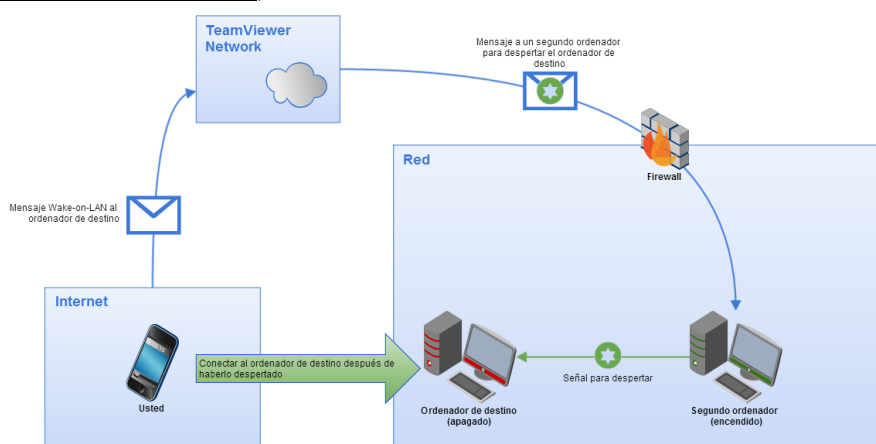 TeamViewer
Network
Mensaje a un segundo ordenador
para despertar el ordenador de
destino
Red
Firewall
Mensaje Wake-on-LAN al
ordenador de destino
Internet
Conectar al ordenador de destino después de
haberlo despertado
Usted
Señal para despertar
Ordenador de destino
(apagado)
Segundo ordenador
(encendido)